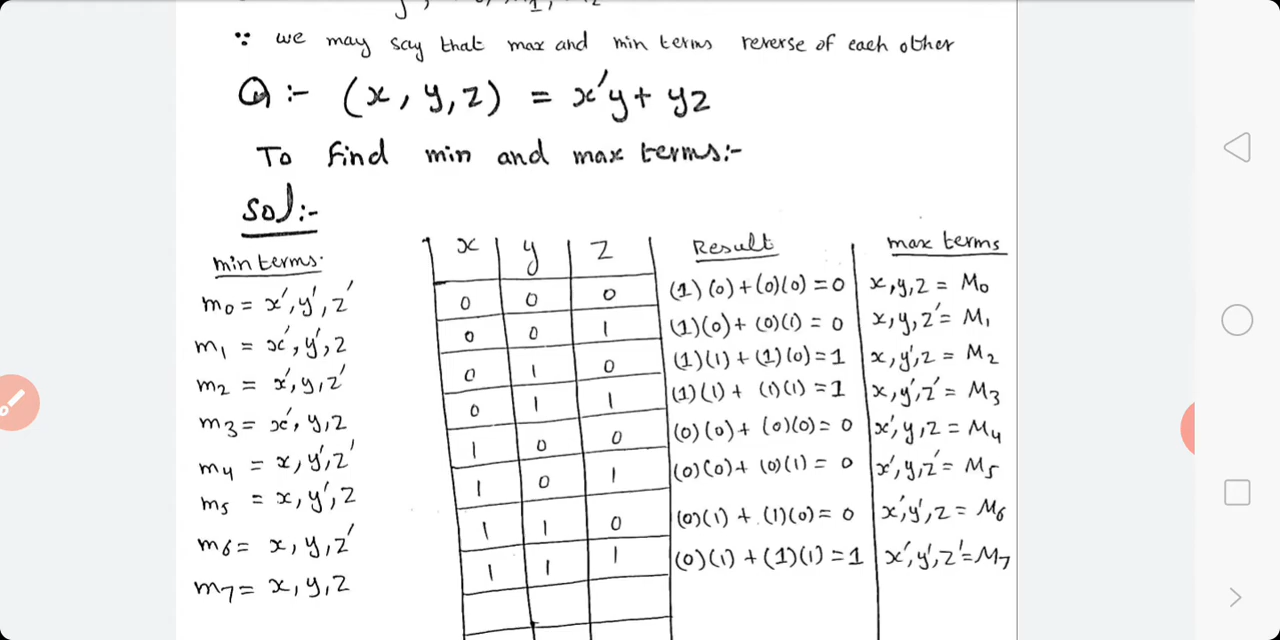 ∵ we may say that max and min terms reverse of each other
Q :- (x, y, z) = x'y + yz
To find min and max terms:-
Sol:-
min terms. x y z Result max terms
m0 = x', y', z' 0 0 0 (1)(0)+(0)(0)=0 x,y,z = M0
m1 = x', y', z 0 0 1 (1)(0)+(0)(1)=0 x,y,z' = M1
m2 = x', y, z' 0 1 0 (1)(1)+(1)(0)=1 x,y',z = M2
m3 = x', y, z 0 1 1 (1)(1)+(1)(1)=1 x,y',z' = M3
m4 = x, y', z' 1 0 0 (0)(0)+(0)(0)=0 x',y,z = M4
m5 = x, y', z 1 0 1 (0)(0)+(0)(1)=0 x',y,z' = M5
m6 = x, y, z' 1 1 0 (0)(1)+(1)(0)=0 x',y',z = M6
m7 = x, y, z 1 1 1 (0)(1)+(1)(1)=1 x',y',z' = M7